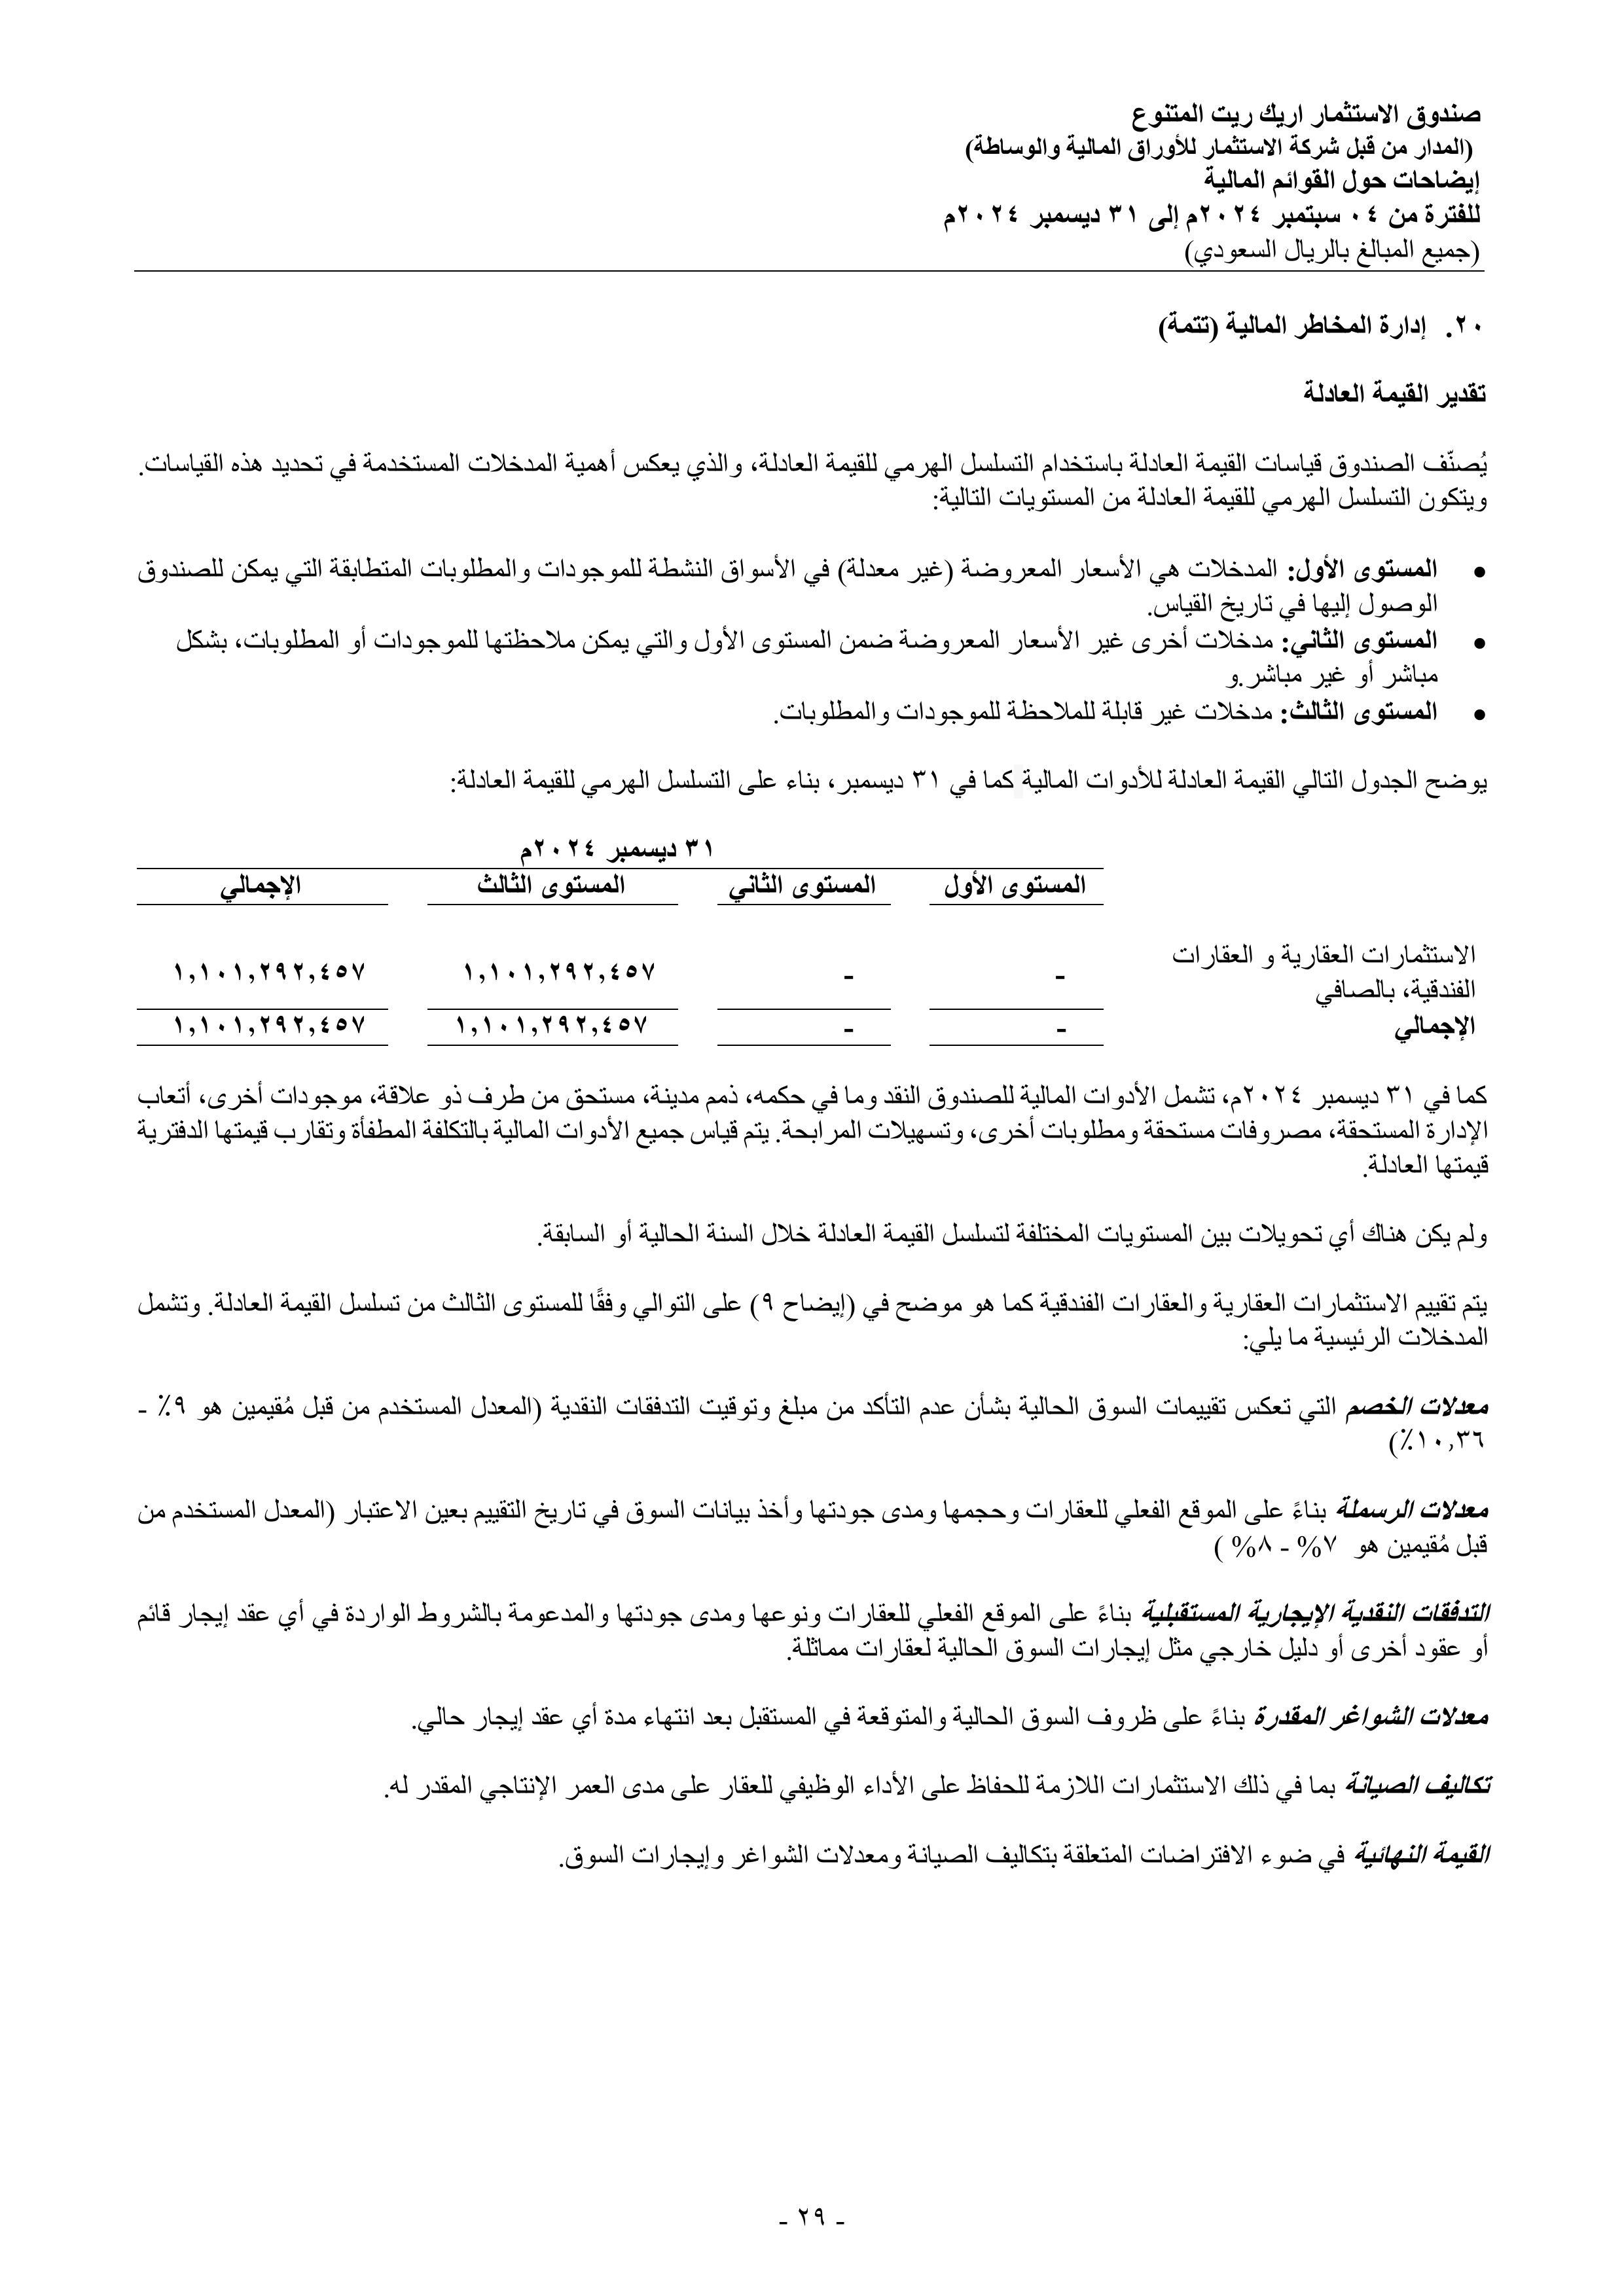 صندوق الاستثمار اريك ريت المتنوع
(المدار من قبل شركة الاستثمار للأوراق المالية والوساطة)
إيضاحات حول القوائم المالية
للفترة من ٠٤ سبتمبر ٢٠٢٤م إلى ٣١ ديسمبر ٢٠٢٤م
(جميع المبالغ بالريال السعودي)
٢٠. إدارة المخاطر المالية (تتمة)
تقدير القيمة العادلة
يُصنّف الصندوق قياسات القيمة العادلة باستخدام التسلسل الهرمي للقيمة العادلة، والذي يعكس أهمية المدخلات المستخدمة في تحديد هذه القياسات.
ويتكون التسلسل الهرمي للقيمة العادلة من المستويات التالية:
• المستوى الأول: المدخلات هي الأسعار المعروضة (غير معدلة) في الأسواق النشطة للموجودات والمطلوبات المتطابقة التي يمكن للصندوق
الوصول إليها في تاريخ القياس.
• المستوى الثاني: مدخلات أخرى غير الأسعار المعروضة ضمن المستوى الأول والتي يمكن ملاحظتها للموجودات أو المطلوبات، بشكل
مباشر أو غير مباشر.و
• المستوى الثالث: مدخلات غير قابلة للملاحظة للموجودات والمطلوبات.
يوضح الجدول التالي القيمة العادلة للأدوات المالية كما في ٣١ ديسمبر، بناء على التسلسل الهرمي للقيمة العادلة:
٣١ ديسمبر ٢٠٢٤م
المستوى الأول المستوى الثاني المستوى الثالث الإجمالي
الاستثمارات العقارية و العقارات
الفندقية، بالصافي - - ١,١٠١,٢٩٢,٤٥٧ ١,١٠١,٢٩٢,٤٥٧
الإجمالي - - ١,١٠١,٢٩٢,٤٥٧ ١,١٠١,٢٩٢,٤٥٧
كما في ٣١ ديسمبر ٢٠٢٤م، تشمل الأدوات المالية للصندوق النقد وما في حكمه، ذمم مدينة، مستحق من طرف ذو علاقة، موجودات أخرى، أتعاب
الإدارة المستحقة، مصروفات مستحقة ومطلوبات أخرى، وتسهيلات المرابحة. يتم قياس جميع الأدوات المالية بالتكلفة المطفأة وتقارب قيمتها الدفترية
قيمتها العادلة.
ولم يكن هناك أي تحويلات بين المستويات المختلفة لتسلسل القيمة العادلة خلال السنة الحالية أو السابقة.
يتم تقييم الاستثمارات العقارية والعقارات الفندقية كما هو موضح في (إيضاح ٩) على التوالي وفقًا للمستوى الثالث من تسلسل القيمة العادلة. وتشمل
المدخلات الرئيسية ما يلي:
معدلات الخصم التي تعكس تقييمات السوق الحالية بشأن عدم التأكد من مبلغ وتوقيت التدفقات النقدية (المعدل المستخدم من قبل مُقيمين هو ٩٪ -
١٠,٣٦٪)
معدلات الرسملة بناءً على الموقع الفعلي للعقارات وحجمها ومدى جودتها وأخذ بيانات السوق في تاريخ التقييم بعين الاعتبار (المعدل المستخدم من
قبل مُقيمين هو ٧% - ٨% )
التدفقات النقدية الإيجارية المستقبلية بناءً على الموقع الفعلي للعقارات ونوعها ومدى جودتها والمدعومة بالشروط الواردة في أي عقد إيجار قائم
أو عقود أخرى أو دليل خارجي مثل إيجارات السوق الحالية لعقارات مماثلة.
معدلات الشواغر المقدرة بناءً على ظروف السوق الحالية والمتوقعة في المستقبل بعد انتهاء مدة أي عقد إيجار حالي.
تكاليف الصيانة بما في ذلك الاستثمارات اللازمة للحفاظ على الأداء الوظيفي للعقار على مدى العمر الإنتاجي المقدر له.
القيمة النهائية في ضوء الافتراضات المتعلقة بتكاليف الصيانة ومعدلات الشواغر وإيجارات السوق.
- ٢٩ -